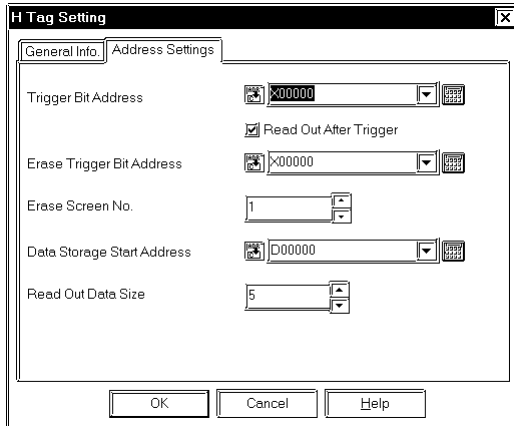 H Tag Setting
General Info. Address Settings
Trigger Bit Address X00000
Read Out After Trigger
Erase Trigger Bit Address X00000
Erase Screen No. 1
Data Storage Start Address D00000
Read Out Data Size 5
OK Cancel Help